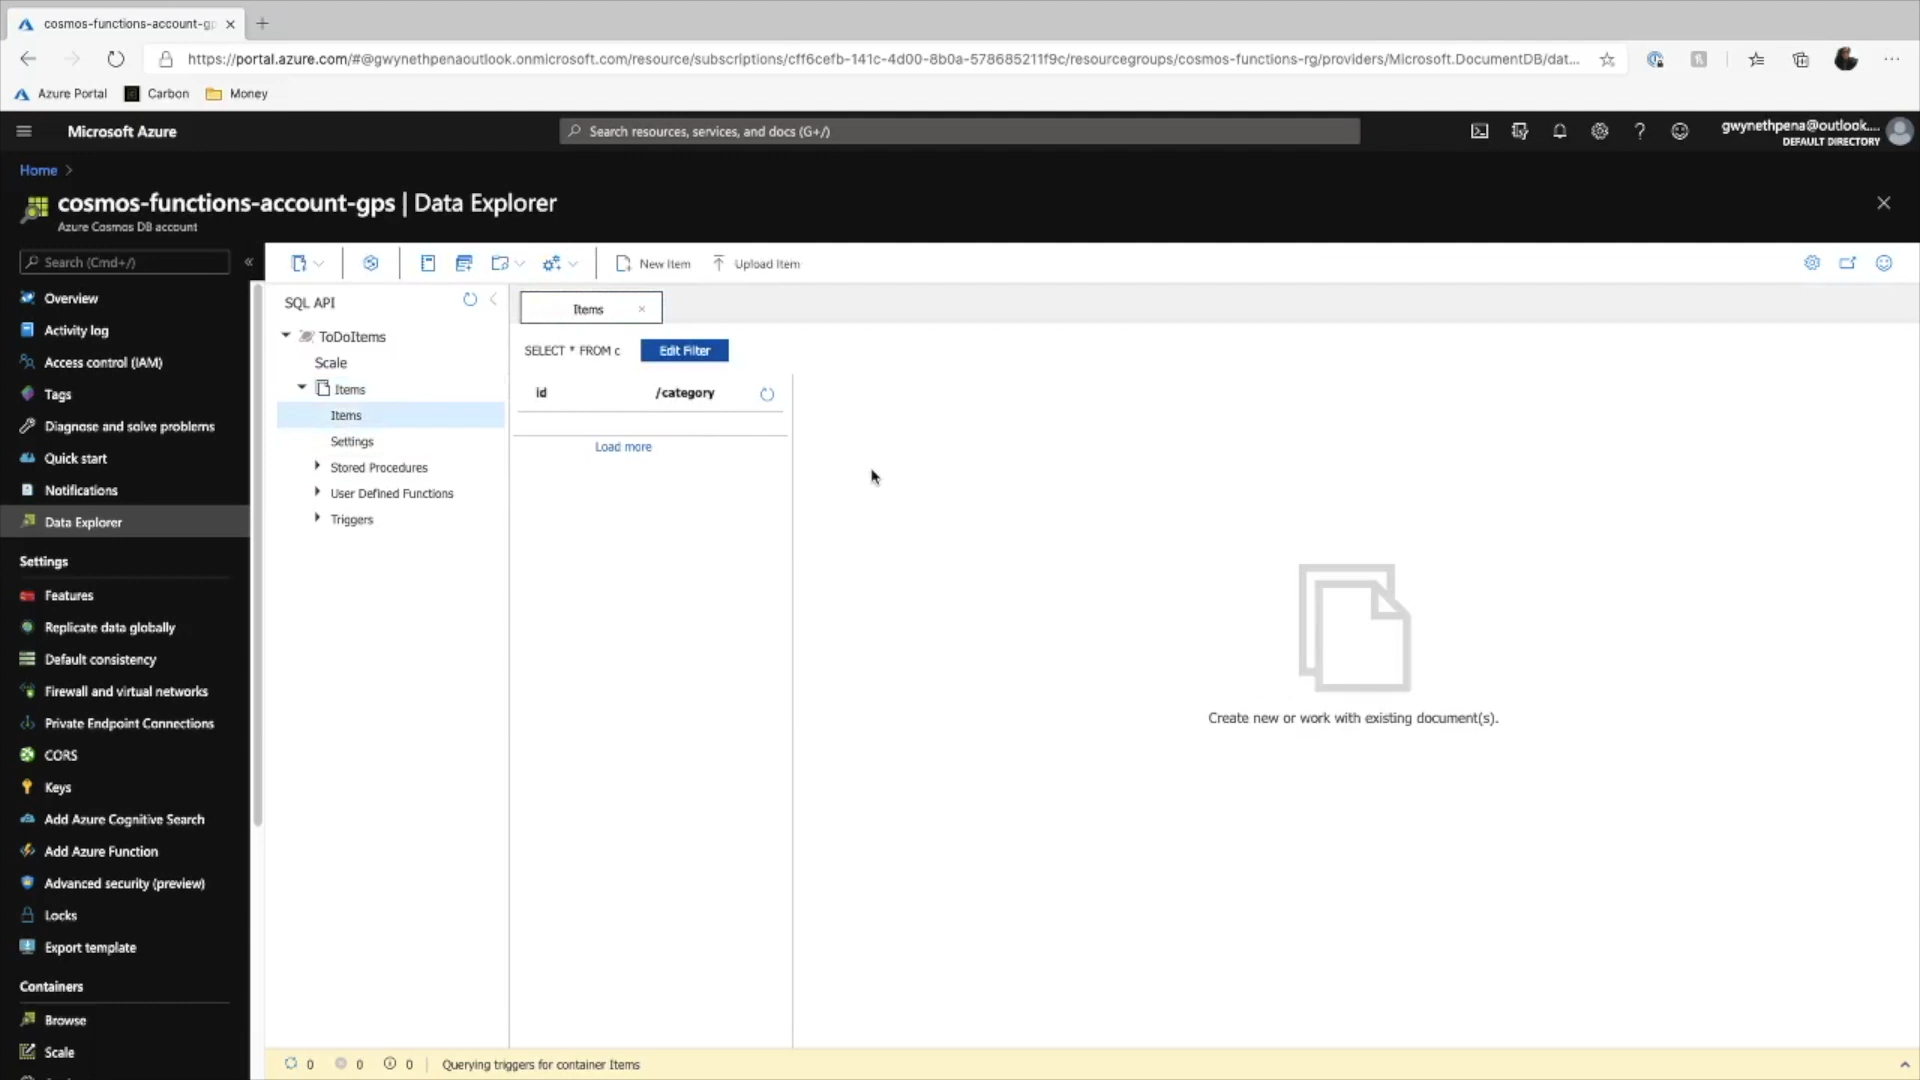 cosmos-functions-account-gp
https://portal.azure.com/#@gwynethpenaoutlook.onmicrosoft.com/resource/subscriptions/cff6cefb-141c-4d00-8b0a-578685211f9c/resourcegroups/cosmos-functions-rg/providers/Microsoft.DocumentDB/dat...
Azure Portal
Carbon
Money
Microsoft Azure
Search resources, services, and docs (G+/)
gwynethpena@outlook....
DEFAULT DIRECTORY
Home >
cosmos-functions-account-gps | Data Explorer
Azure Cosmos DB account
Search (Cmd+/)
Overview
Activity log
Access control (IAM)
Tags
Diagnose and solve problems
Quick start
Notifications
Data Explorer
Settings
Features
Replicate data globally
Default consistency
Firewall and virtual networks
Private Endpoint Connections
CORS
Keys
Add Azure Cognitive Search
Add Azure Function
Advanced security (preview)
Locks
Export template
Containers
Browse
Scale
New Item
Upload Item
SQL API
ToDoItems
Scale
Items
Items
Settings
Stored Procedures
User Defined Functions
Triggers
Items
SELECT * FROM c
Edit Filter
id
/category
Load more
Create new or work with existing document(s).
0
0
0
Querying triggers for container Items